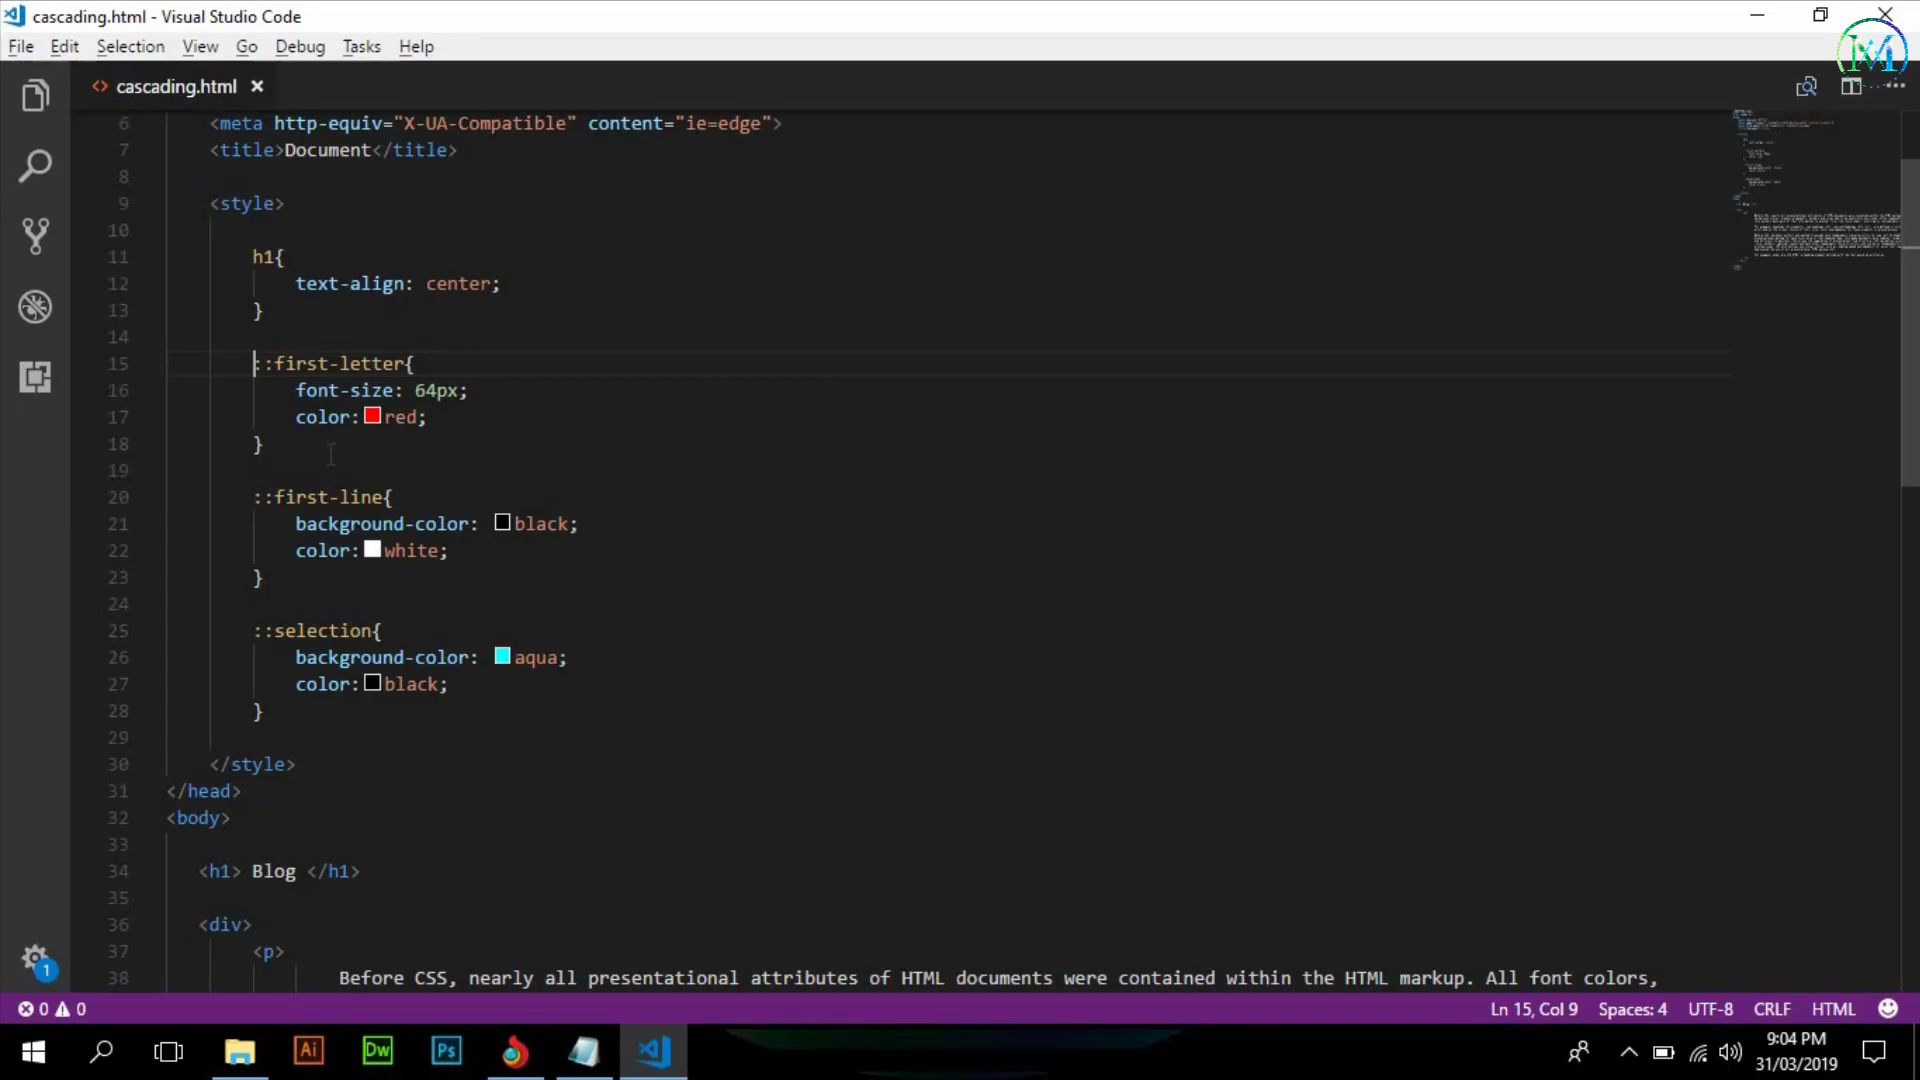 cascading.html - Visual Studio Code
File Edit Selection View Go Debug Tasks Help
M
<> cascading.html ×
6 <meta http-equiv="X-UA-Compatible" content="ie=edge">
7 <title>Document</title>
8
9 <style>
10
11 h1{
12 text-align: center;
13 }
14
15 ::first-letter{
16 font-size: 64px;
17 color: red;
18 }
19
20 ::first-line{
21 background-color: black;
22 color: white;
23 }
24
25 ::selection{
26 background-color: aqua;
27 color: black;
28 }
29
30 </style>
31 </head>
32 <body>
33
34 <h1> Blog </h1>
35
36 <div>
37 <p>
38 Before CSS, nearly all presentational attributes of HTML documents were contained within the HTML markup. All font colors,
1
0 0 Ln 15, Col 9 Spaces: 4 UTF-8 CRLF HTML
Ai Dw Ps
9:04 PM
31/03/2019